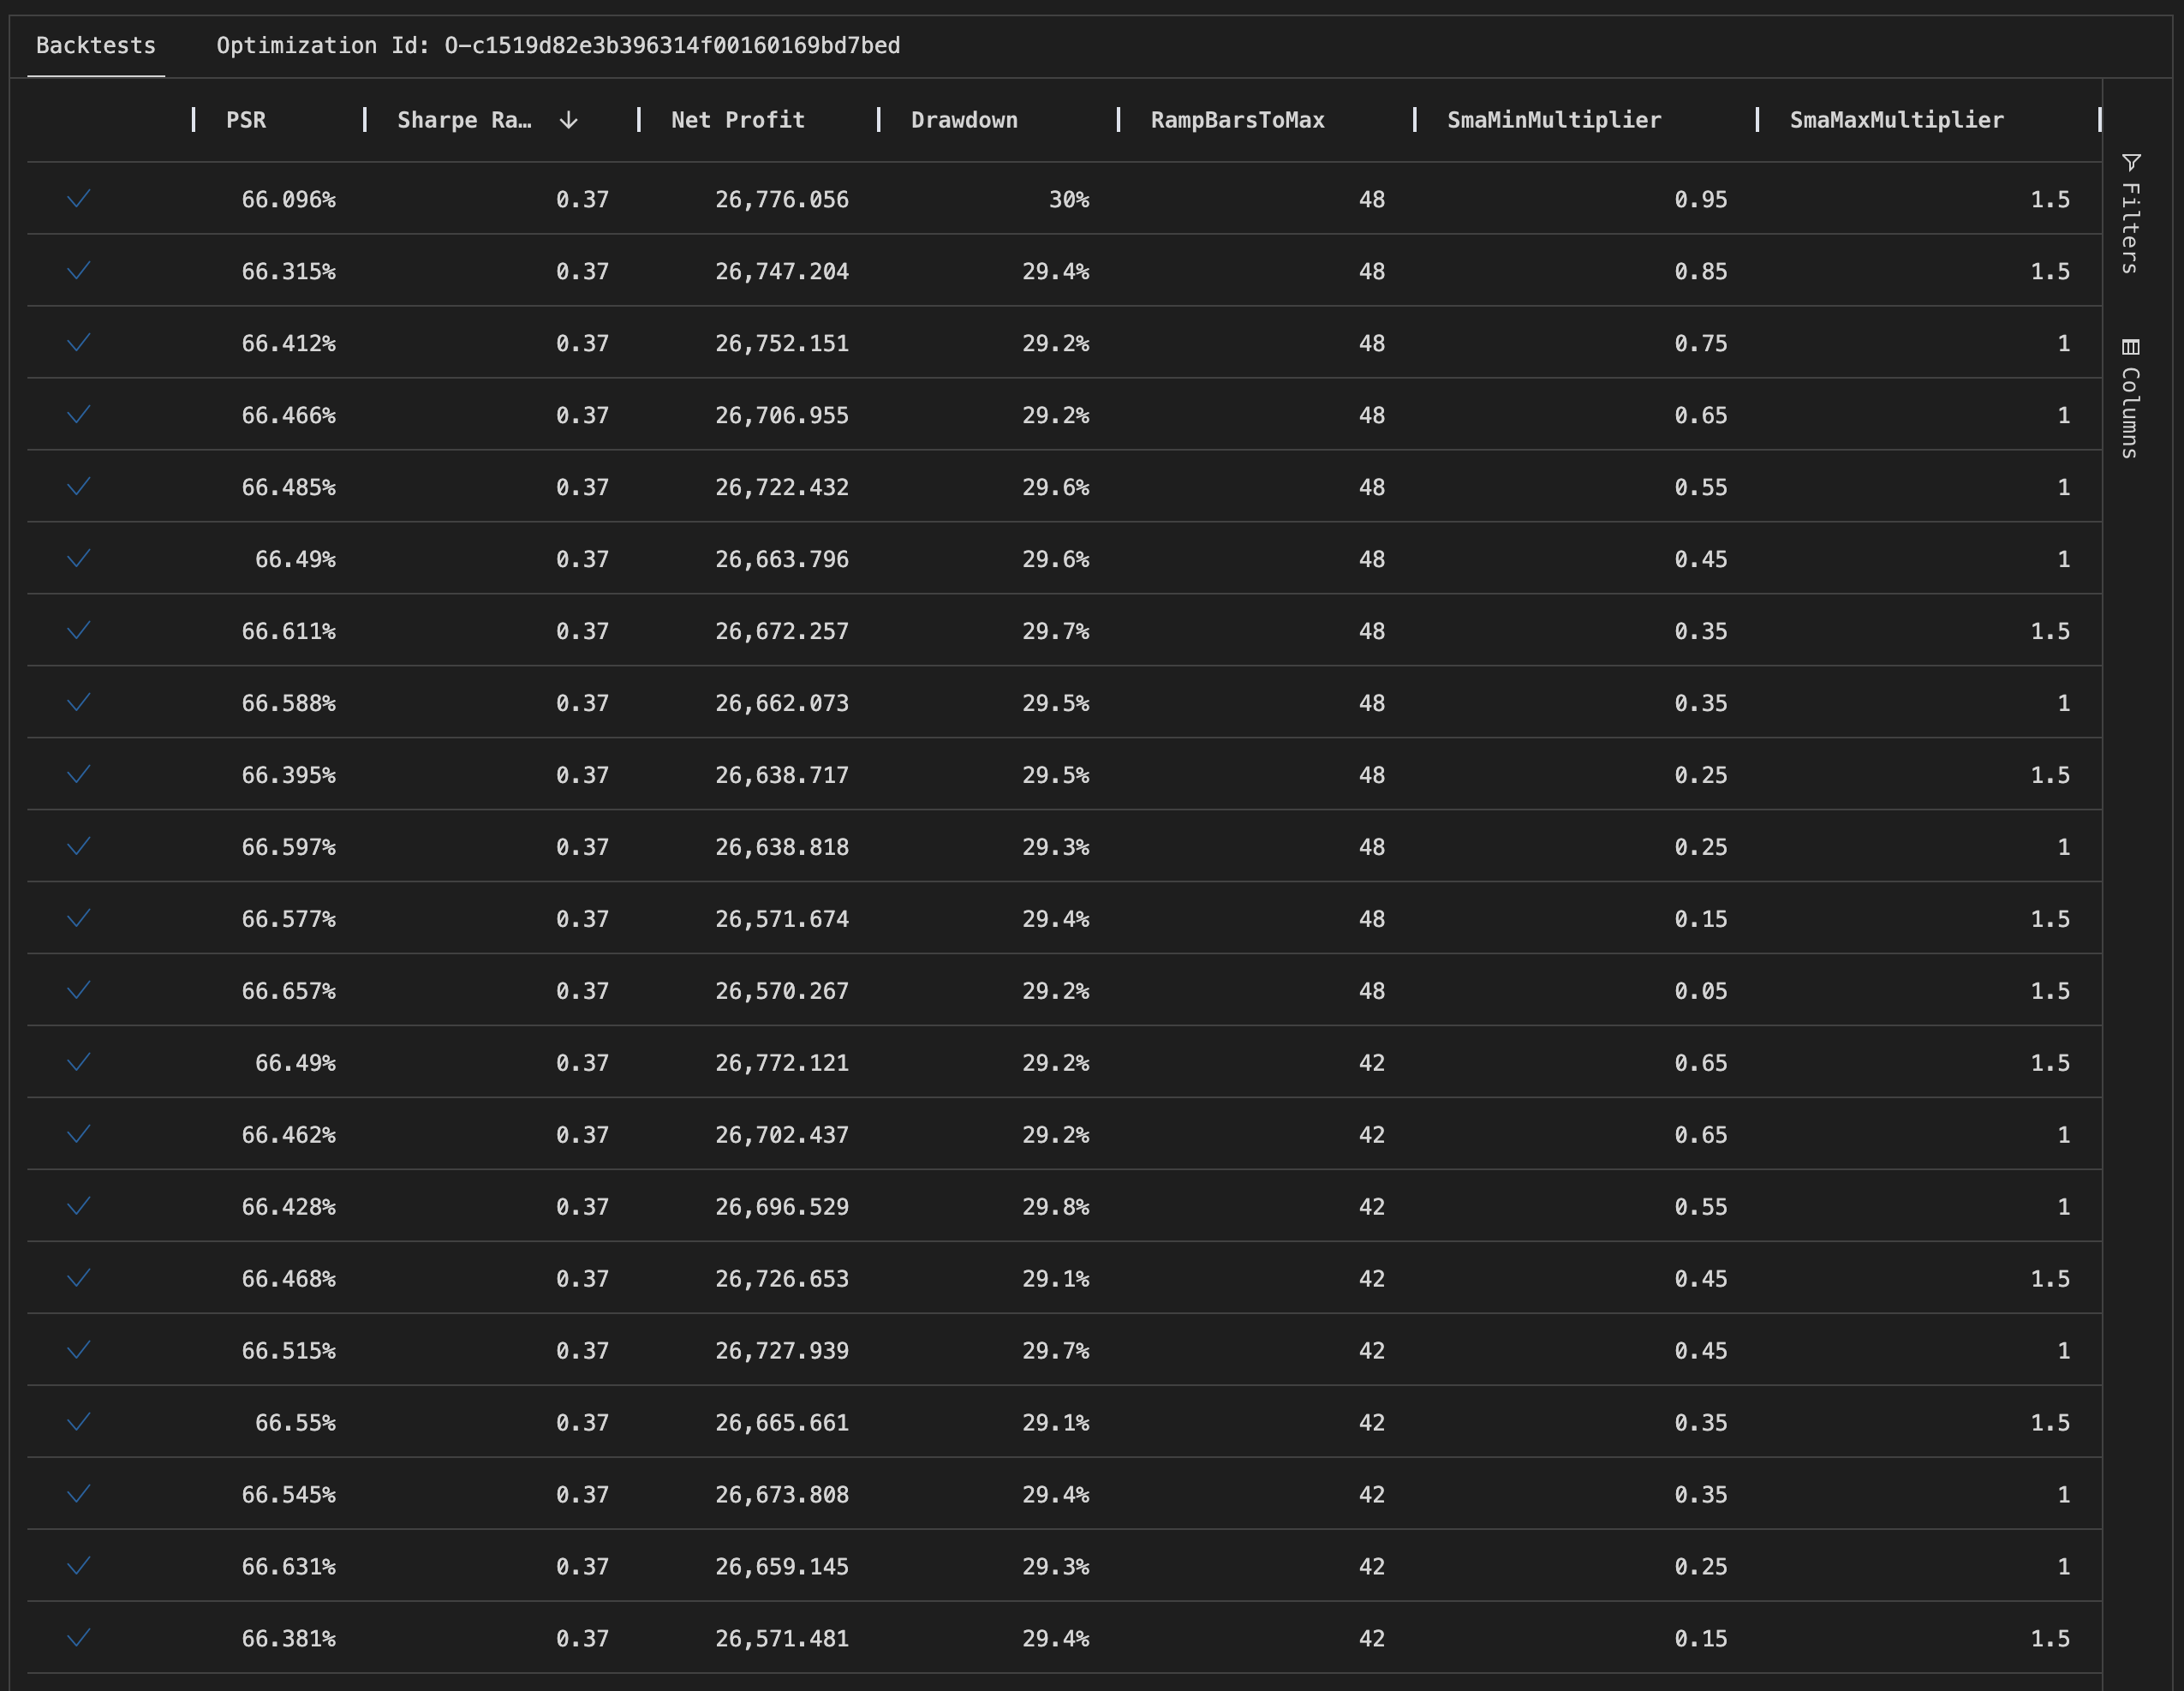 Backtests Optimization Id: O-c1519d82e3b396314f00160169bd7bed
PSR Sharpe Ra… Net Profit Drawdown RampBarsToMax SmaMinMultiplier SmaMaxMultiplier
66.096% 0.37 26,776.056 30% 48 0.95 1.5
66.315% 0.37 26,747.204 29.4% 48 0.85 1.5
66.412% 0.37 26,752.151 29.2% 48 0.75 1
66.466% 0.37 26,706.955 29.2% 48 0.65 1
66.485% 0.37 26,722.432 29.6% 48 0.55 1
66.49% 0.37 26,663.796 29.6% 48 0.45 1
66.611% 0.37 26,672.257 29.7% 48 0.35 1.5
66.588% 0.37 26,662.073 29.5% 48 0.35 1
66.395% 0.37 26,638.717 29.5% 48 0.25 1.5
66.597% 0.37 26,638.818 29.3% 48 0.25 1
66.577% 0.37 26,571.674 29.4% 48 0.15 1.5
66.657% 0.37 26,570.267 29.2% 48 0.05 1.5
66.49% 0.37 26,772.121 29.2% 42 0.65 1.5
66.462% 0.37 26,702.437 29.2% 42 0.65 1
66.428% 0.37 26,696.529 29.8% 42 0.55 1
66.468% 0.37 26,726.653 29.1% 42 0.45 1.5
66.515% 0.37 26,727.939 29.7% 42 0.45 1
66.55% 0.37 26,665.661 29.1% 42 0.35 1.5
66.545% 0.37 26,673.808 29.4% 42 0.35 1
66.631% 0.37 26,659.145 29.3% 42 0.25 1
66.381% 0.37 26,571.481 29.4% 42 0.15 1.5
Filters
Columns